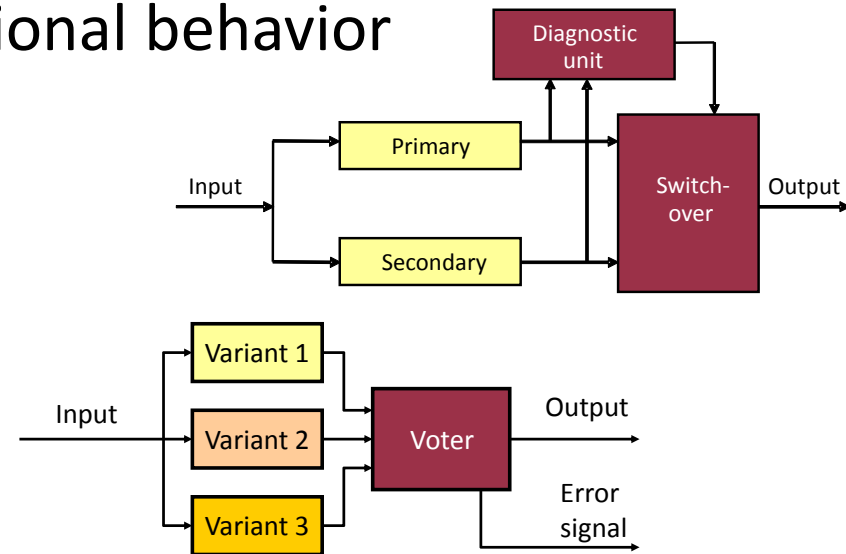 ional behavior
Diagnostic
unit
Primary
Input
Switch-
over
Output
Secondary
Variant 1
Input
Variant 2
Voter
Output
Variant 3
Error
signal